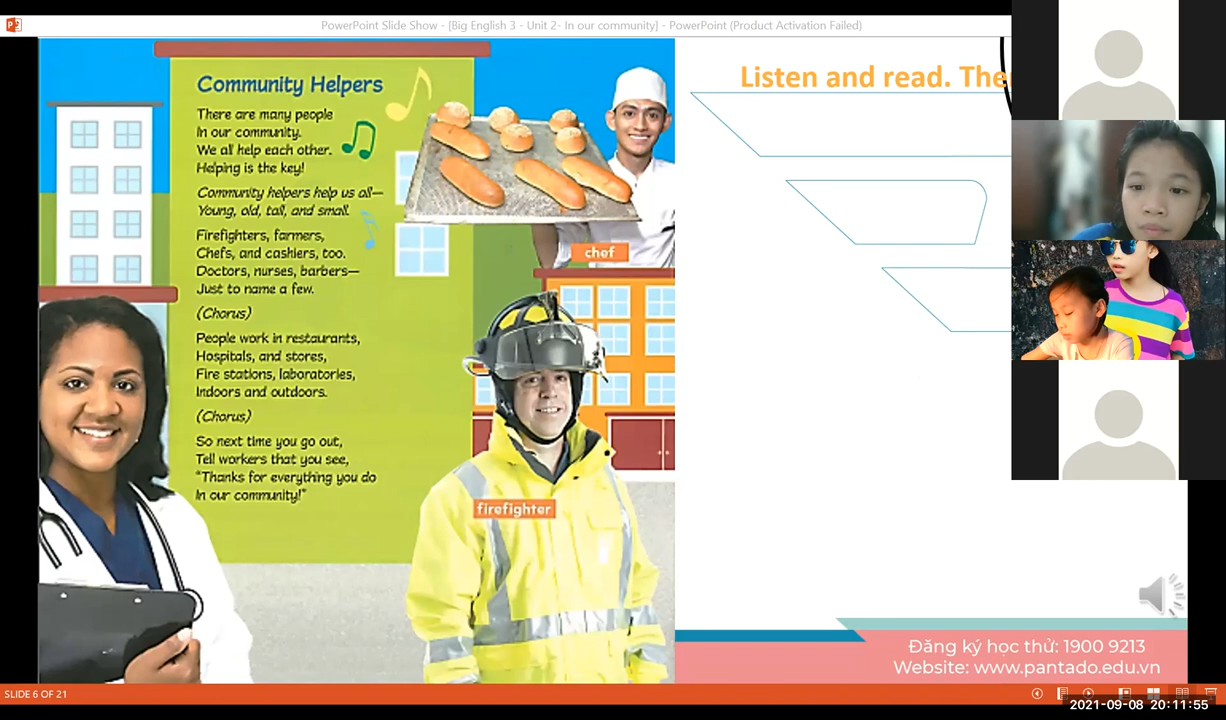 PowerPoint Slide Show - [Big English 3 - Unit 2- In our community] - PowerPoint (Product Activation Failed)
Community Helpers
There are many people
In our community.
We all help each other.
Helping is the key!
Community helpers help us all—
Young, old, tall, and small.
Firefighters, farmers,
Chefs, and cashiers, too.
Doctors, nurses, barbers—
Just to name a few.
(Chorus)
People work in restaurants,
Hospitals, and stores,
Fire stations, laboratories,
Indoors and outdoors.
(Chorus)
So next time you go out,
Tell workers that you see,
“Thanks for everything you do
In our community!”
chef
firefighter
Listen and read.
Đăng ký học thử: 1900 9213
Website: www.pantado.edu.vn
SLIDE 6 OF 21
2021-09-08 20:11:55